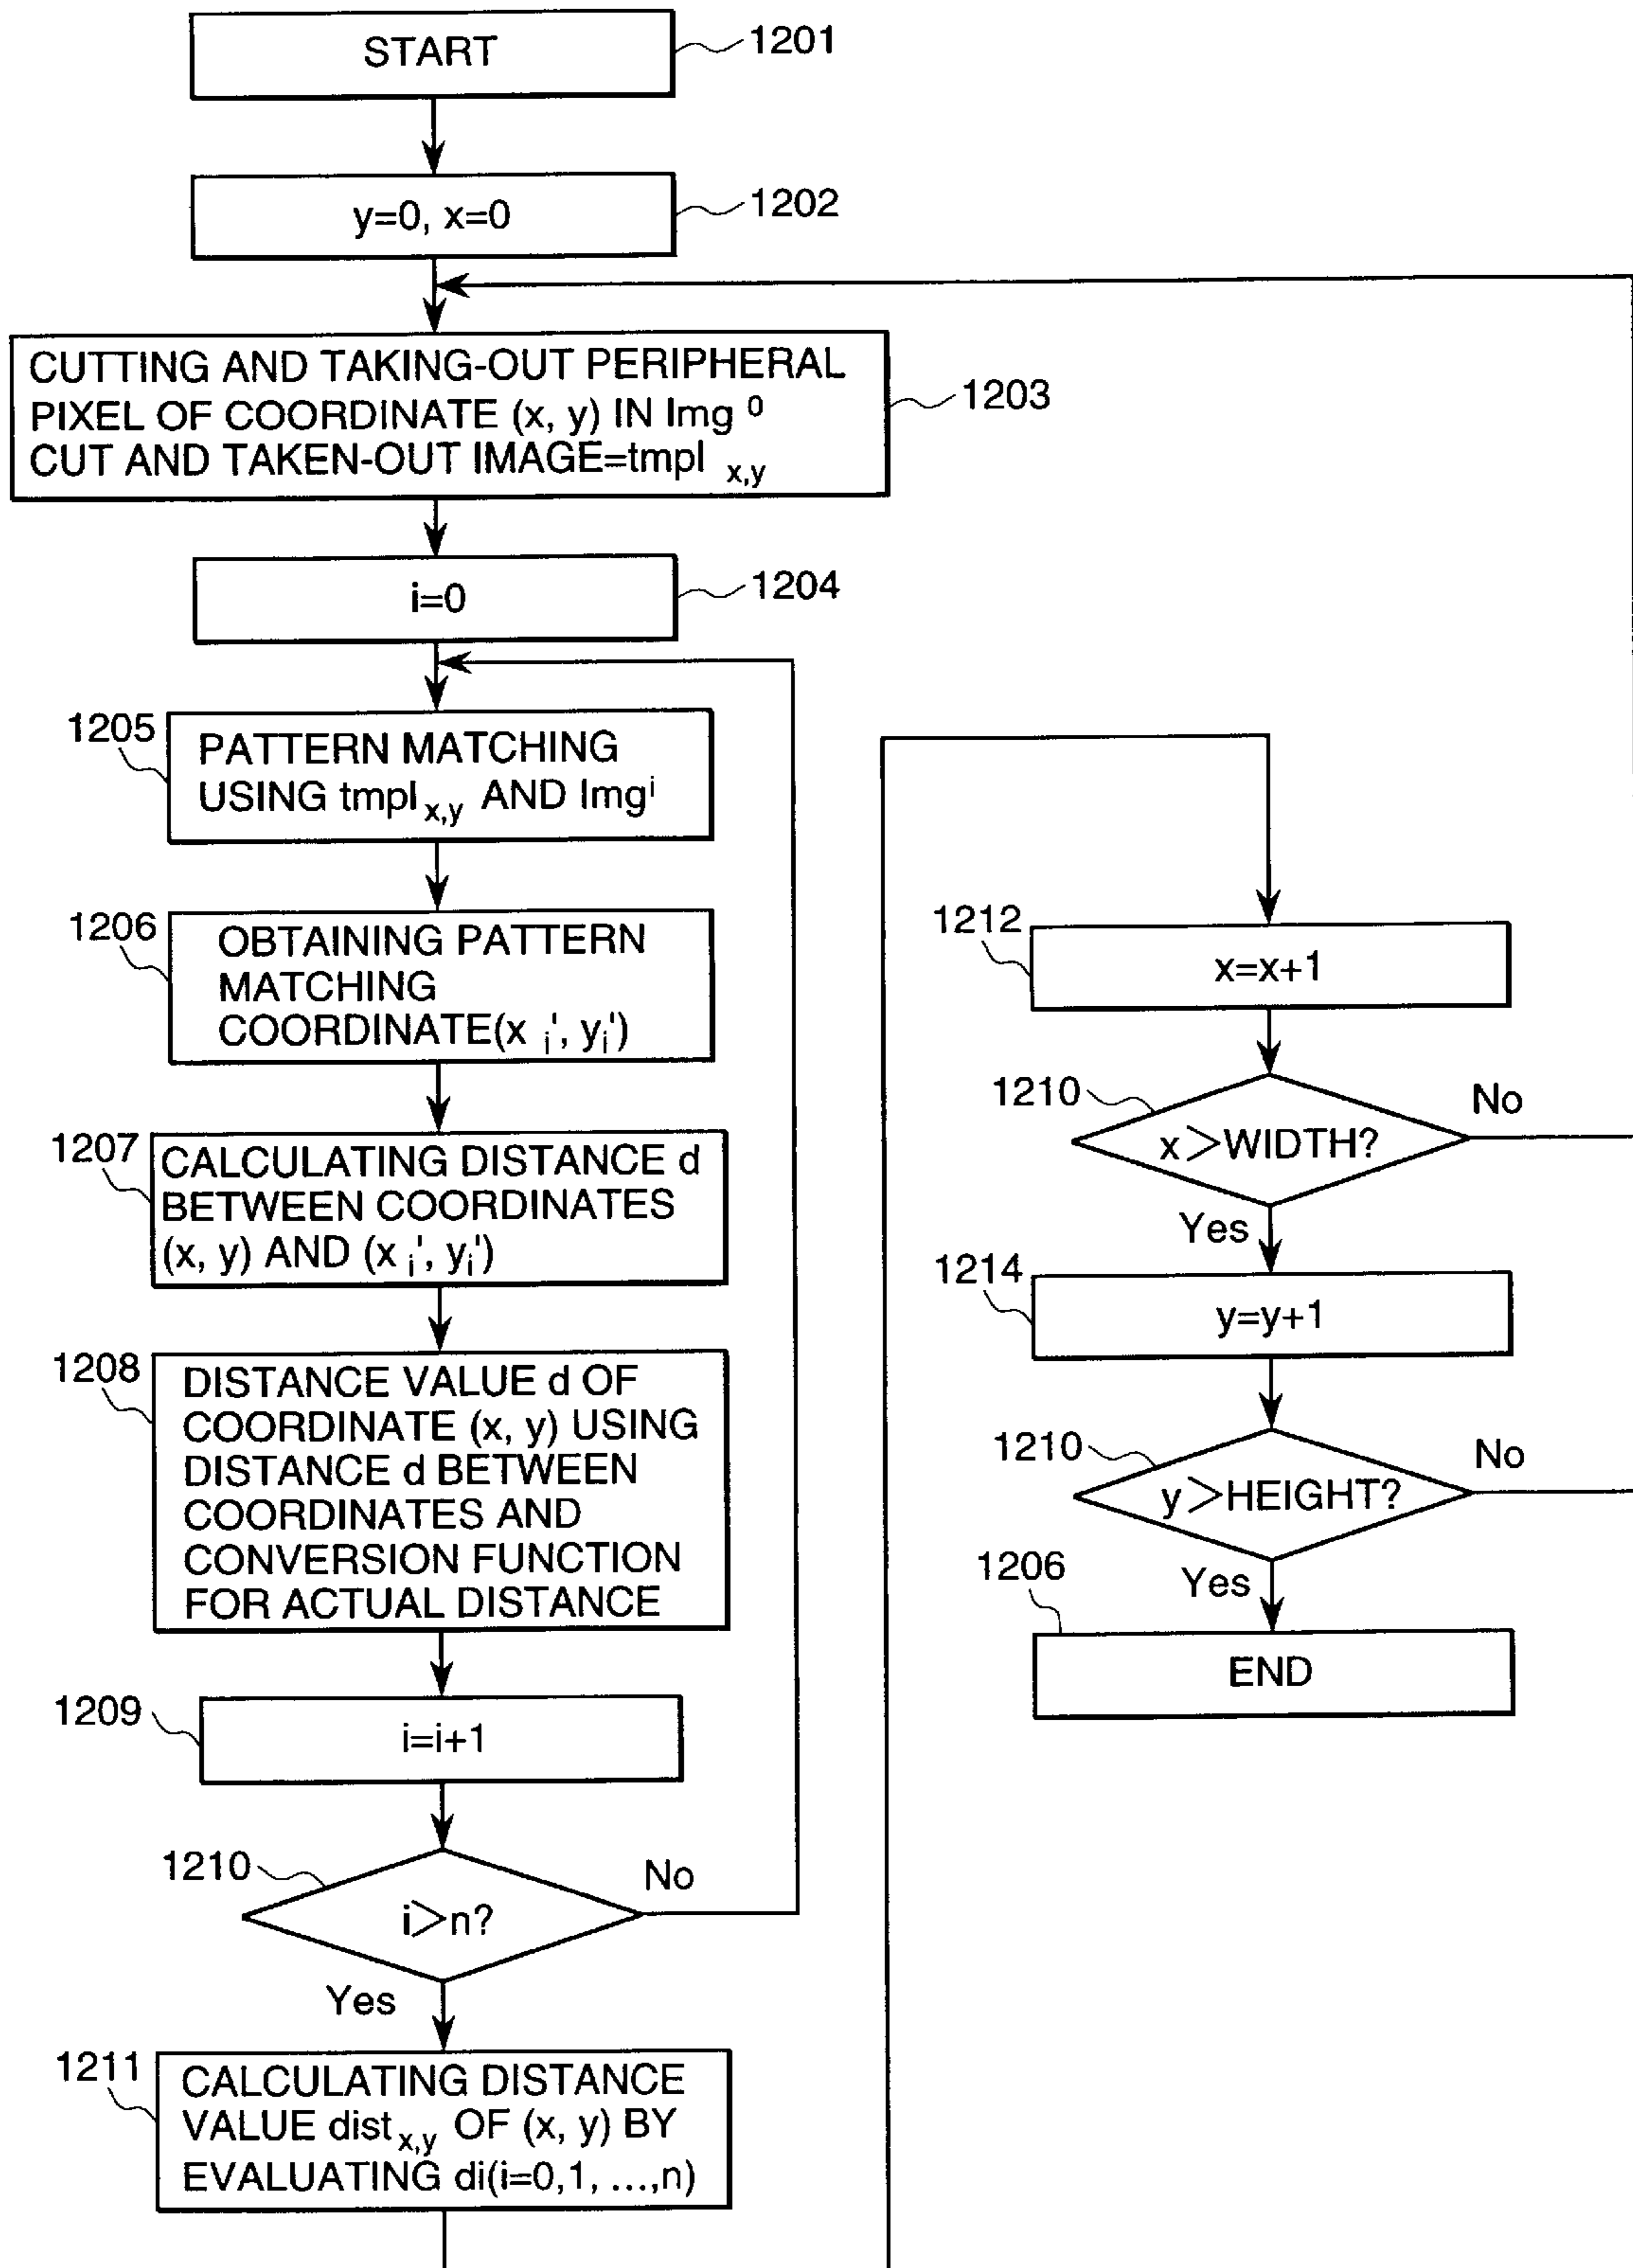 START
1201
y=0, x=0
1202
CUTTING AND TAKING-OUT PERIPHERAL
PIXEL OF COORDINATE (x, y) IN Img 0
CUT AND TAKEN-OUT IMAGE=tmpl x,y
1203
i=0
1204
1205
PATTERN MATCHING
USING tmpl x,y AND Img i
1206
OBTAINING PATTERN
MATCHING
COORDINATE(x i', y i')
1207
CALCULATING DISTANCE d
BETWEEN COORDINATES
(x, y) AND (x i', y i')
1208
DISTANCE VALUE d OF
COORDINATE (x, y) USING
DISTANCE d BETWEEN
COORDINATES AND
CONVERSION FUNCTION
FOR ACTUAL DISTANCE
1209
i=i+1
1210
i>n?
No
Yes
1211
CALCULATING DISTANCE
VALUE dist x,y OF (x, y) BY
EVALUATING di(i=0,1, ...,n)
1212
x=x+1
1210
x>WIDTH?
No
Yes
1214
y=y+1
1210
y>HEIGHT?
No
Yes
1206
END